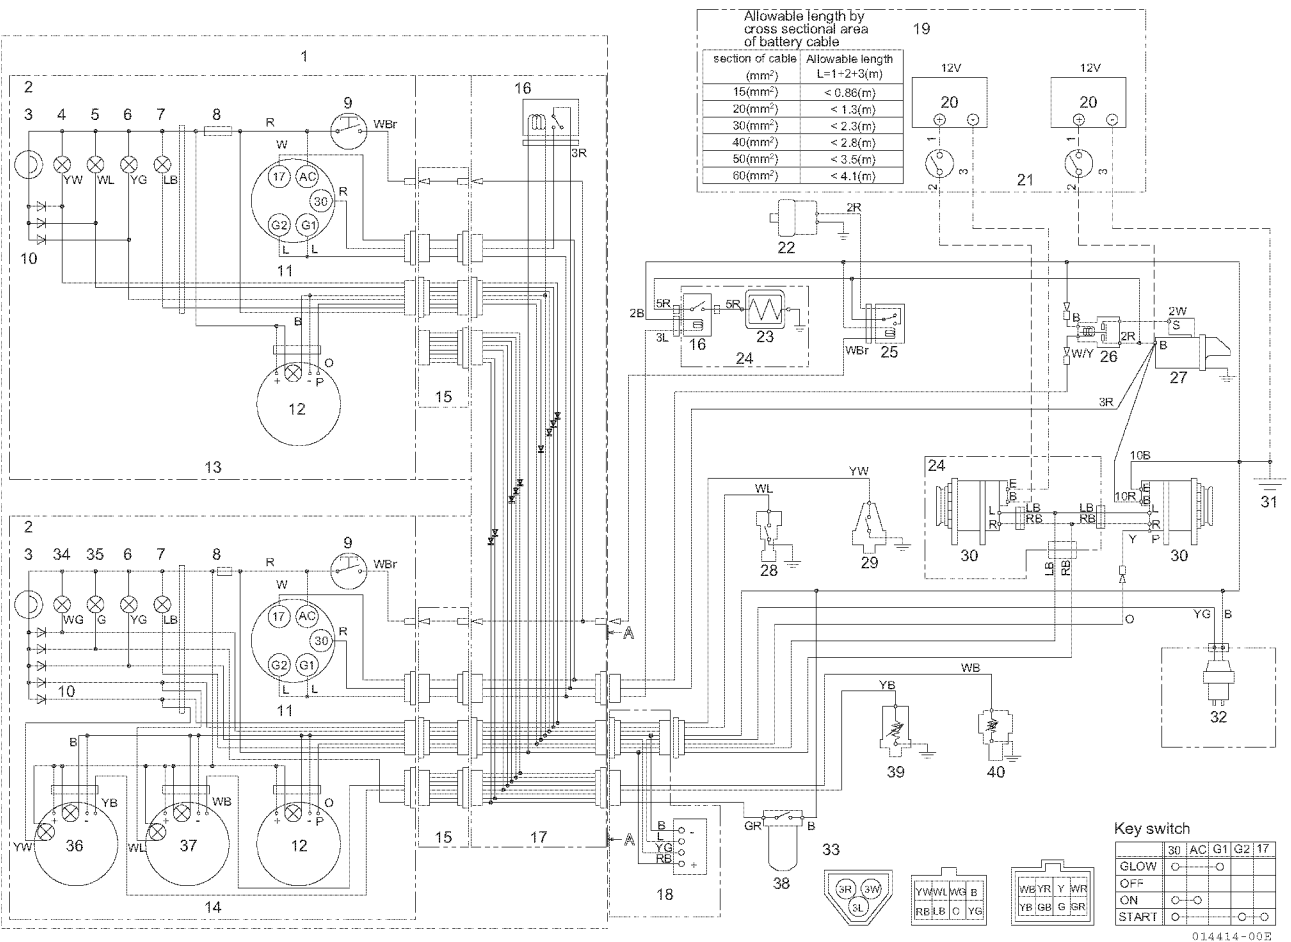 Allowable length by
cross sectional area
of battery cable
19
section of cable (mm²) Allowable length L=1+2+3(m)
15(mm²) < 0.86(m)
20(mm²) < 1.3(m)
30(mm²) < 2.3(m)
40(mm²) < 2.8(m)
50(mm²) < 3.5(m)
60(mm²) < 4.1(m)
12V 12V
20 20
+ - + -
1 2 3 1 2 3
21
1
2
3 4 5 6 7 8 R 9 WBr
16
3R
W
17 AC
30 R
G2 G1
YW WL YG LB
L
10
11
B
O
+ - P
12
13
15
22
2R
5R 5R
2B
3L
16 23
24
WBr 25
B
W/Y
2R
26
2W
S
B
27
3R
YW
WL
28
29
24
E
B
L
R
30
LB LB
RB RB
LB RB
10B
10R
E
B
L
R
Y P
30
31
2
3 34 35 6 7 8 R 9 WBr
W
17 AC
30 R
G2 G1
WG G YG LB
L L
10
11
A
O
YG B
WB
YB
32
39
40
B
YB WB O
+ - + - + - P
YW 36 WL 37 12
14
15
17
A
B -
L
YG
RB +
18
GR B
38
33
3R 3W
3L
YW WL WG B
RB LB O YG
WB YR Y WR
YB GB G GR
Key switch
30 AC G1 G2 17
GLOW
OFF
ON
START
014414-00E